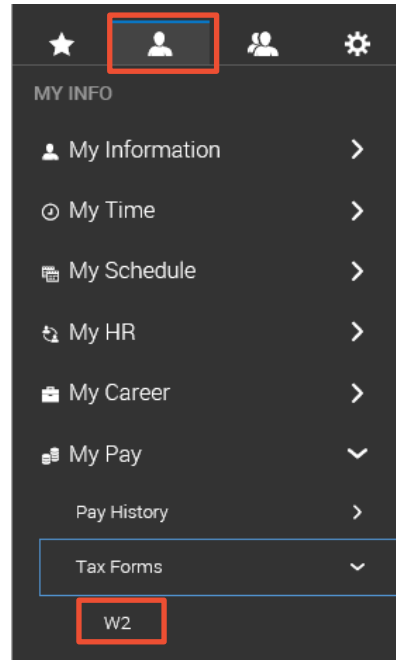 MY INFO
My Information
My Time
My Schedule
My HR
My Career
My Pay
Pay History
Tax Forms
W2